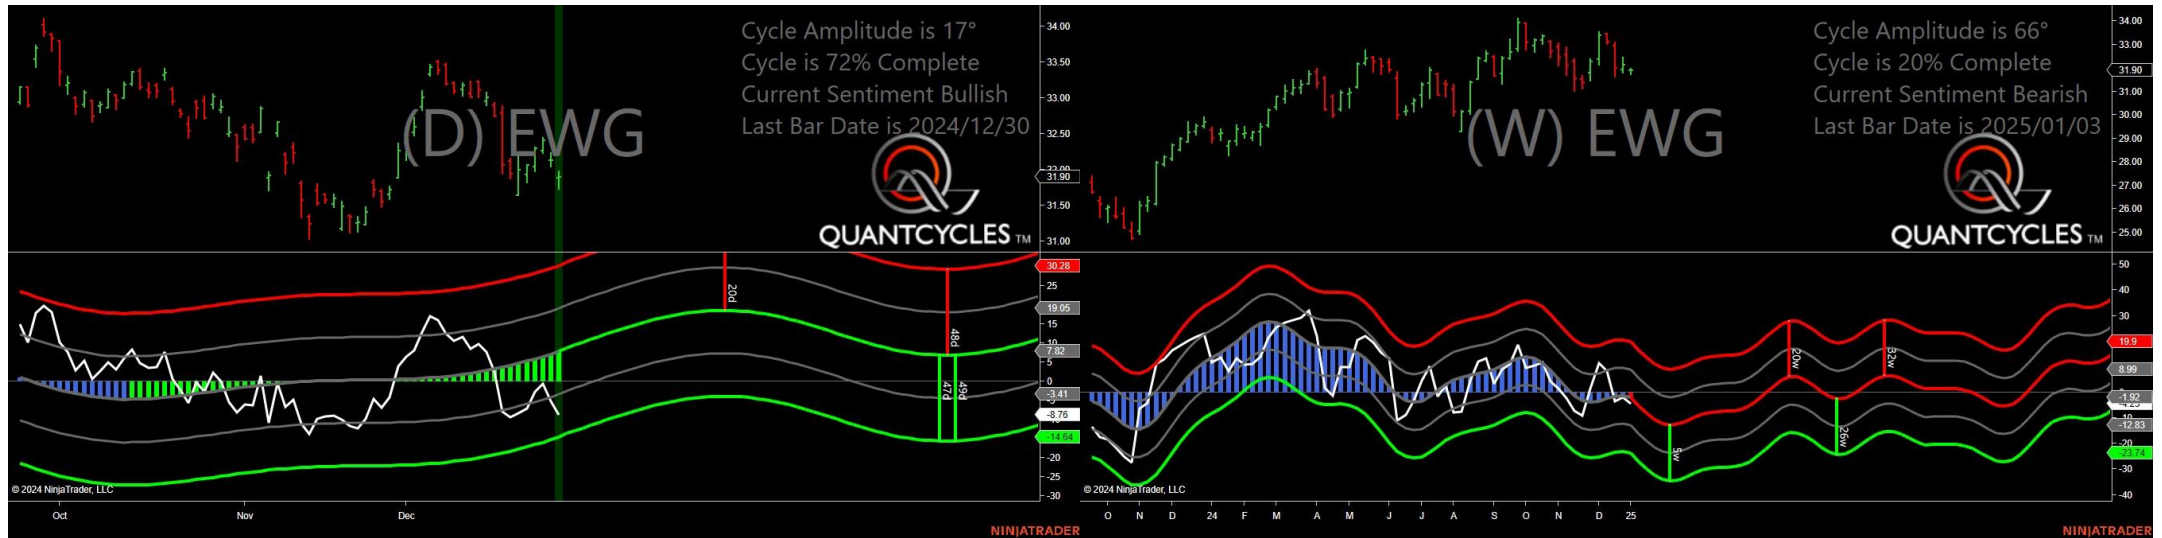 Cycle Amplitude is 17°
Cycle is 72% Complete
Current Sentiment Bullish
Last Bar Date is 2024/12/30
(D) EWG
QUANTCYCLES TM
34.00
33.50
33.00
32.50
32.00
31.90
31.50
31.00
30.28
25
19.05
15
10
7.82
5
0
-3.41
-8.76
-14.64
-20
-25
-30
20d
48d
47d
49d
© 2024 NinjaTrader, LLC
Oct
Nov
Dec
NINJATRADER
Cycle Amplitude is 66°
Cycle is 20% Complete
Current Sentiment Bearish
Last Bar Date is 2025/01/03
(W) EWG
QUANTCYCLES TM
34.00
33.00
31.90
31.00
30.00
29.00
28.00
27.00
26.00
25.00
50
40
30
19.9
8.99
-1.92
-12.83
-20
-23.74
-30
-40
5w
20w
26w
32w
© 2024 NinjaTrader, LLC
O N D 24 F M A M J J A S O N D 25
NINJATRADER